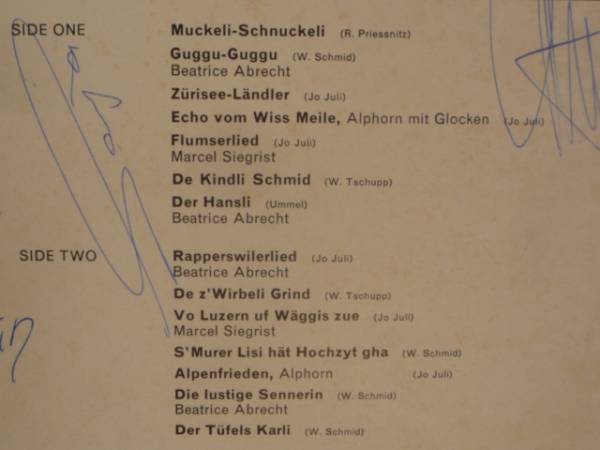 SIDE ONE
Muckeli-Schnuckeli (R. Priessnitz)
Guggu-Guggu (W. Schmid)
Beatrice Abrecht
Zürisee-Ländler (Jo Juli)
Echo vom Wiss Meile, Alphorn mit Glocken (Jo Juli)
Flumserlied (Jo Juli)
Marcel Siegrist
De Kindli Schmid (W. Tschupp)
Der Hansli (Ummel)
Beatrice Abrecht
SIDE TWO
Rapperswilerlied (Jo Juli)
Beatrice Abrecht
De z'Wirbeli Grind (W. Tschupp)
Vo Luzern uf Wäggis zue (Jo Juli)
Marcel Siegrist
S'Murer Lisi hät Hochzyt gha (W. Schmid)
Alpenfrieden, Alphorn (Jo Juli)
Die lustige Sennerin (W. Schmid)
Beatrice Abrecht
Der Tüfels Karli (W. Schmid)